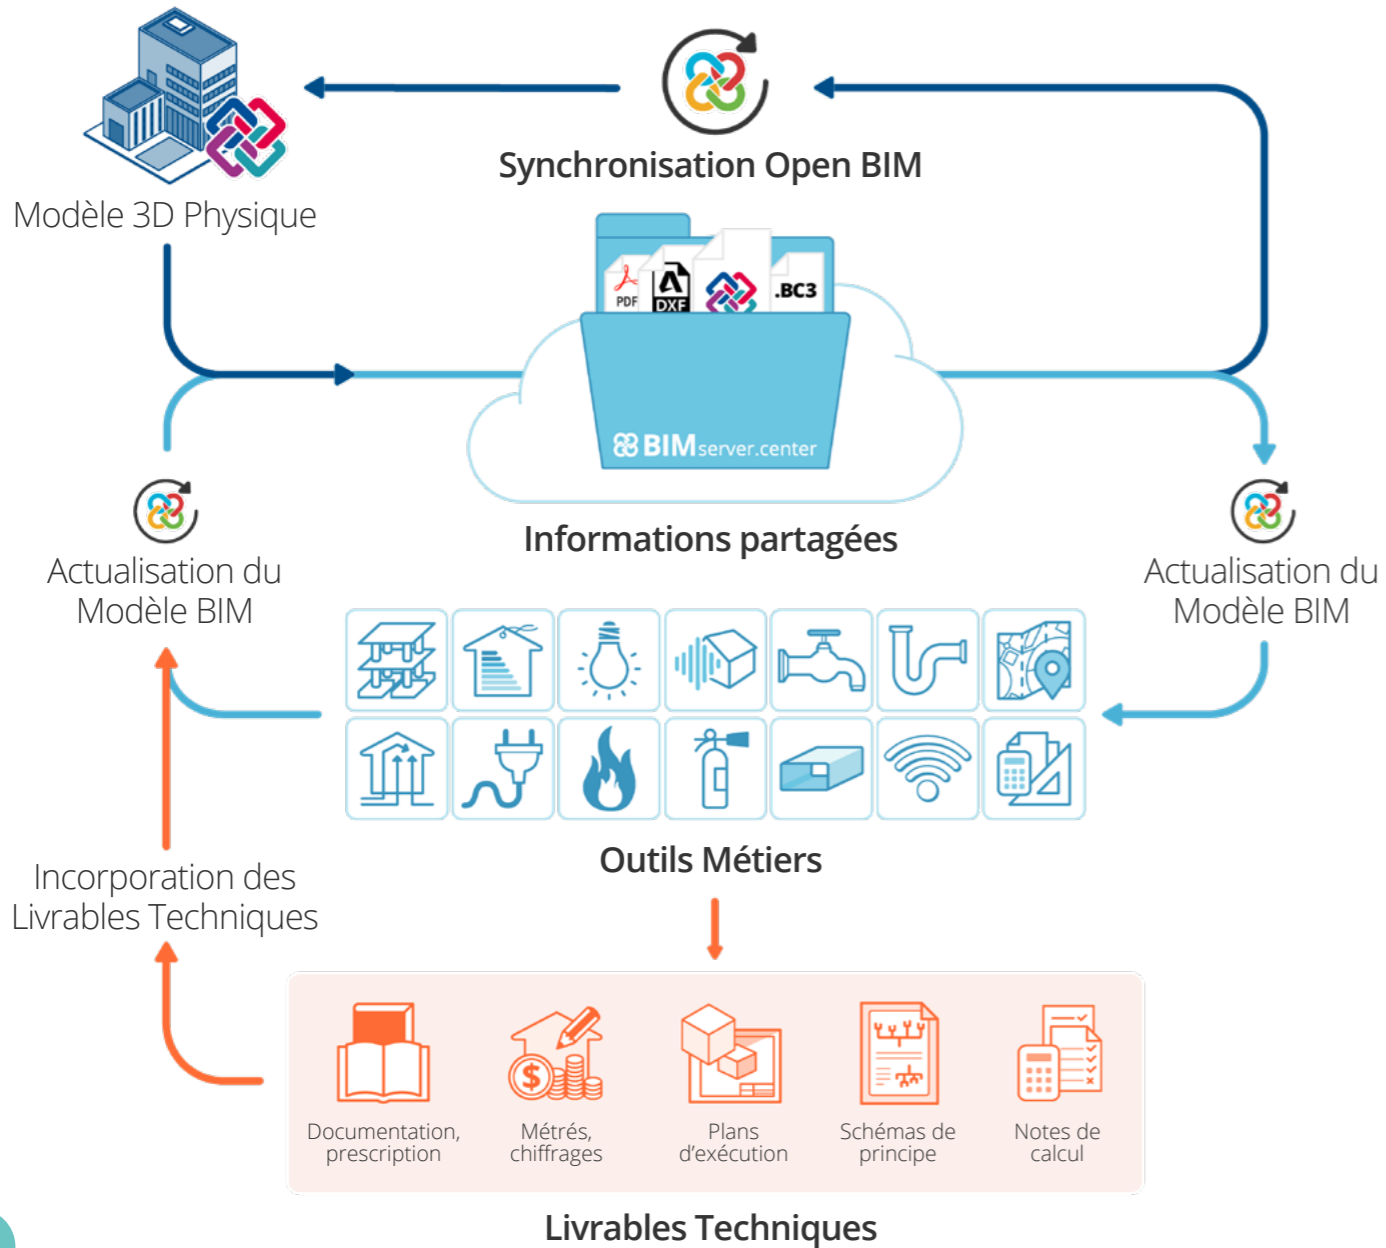 Synchronisation Open BIM
Modèle 3D Physique
PDF
DXF
.BC3
BIMserver.center
Informations partagées
Actualisation du
Modèle BIM
Actualisation du
Modèle BIM
Outils Métiers
Incorporation des
Livrables Techniques
$
Documentation,
prescription
Métrés,
chiffrages
Plans
d’exécution
Schémas de
principe
Notes de
calcul
Livrables Techniques